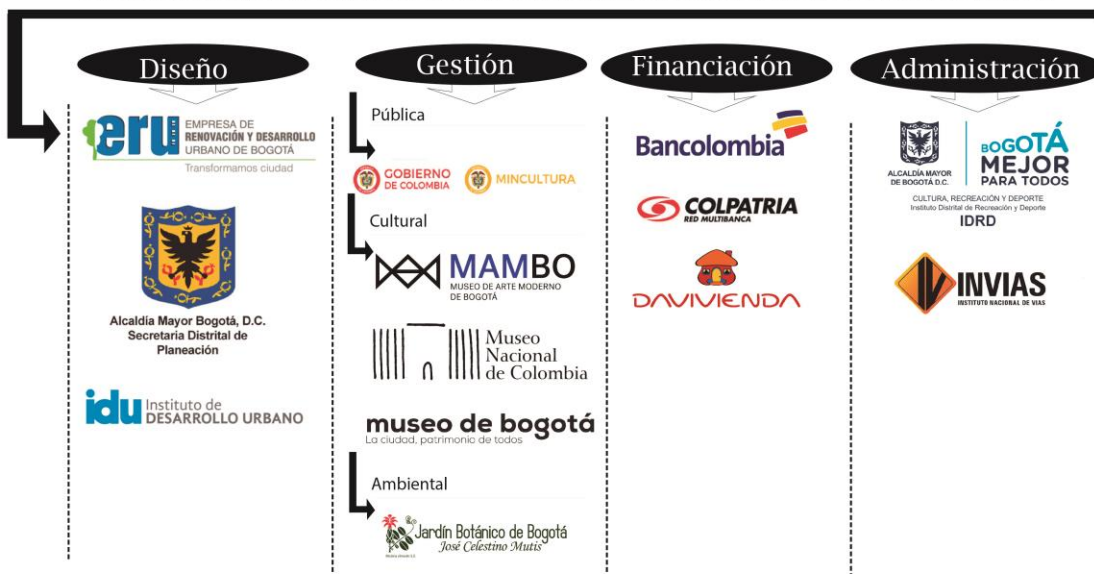 Diseño
eru
EMPRESA DE
RENOVACIÓN Y DESARROLLO
URBANO DE BOGOTÁ
Transformamos ciudad
Alcaldía Mayor Bogotá, D.C.
Secretaria Distrital de
Planeación
idu Instituto de
DESARROLLO URBANO
Gestión
Pública
GOBIERNO
DE COLOMBIA
MINCULTURA
Cultural
MAMBO
MUSEO DE ARTE MODERNO
DE BOGOTÁ
Museo
Nacional
de Colombia
museo de bogotá
La ciudad, patrimonio de todos
Ambiental
Jardín Botánico de Bogotá
José Celestino Mutis
Financiación
Bancolombia
COLPATRIA
RED MULTIBANCA
DAVIVIENDA
Administración
ALCALDÍA MAYOR
DE BOGOTÁ D.C.
BOGOTÁ
MEJOR
PARA TODOS
CULTURA, RECREACIÓN Y DEPORTE
Instituto Distrital de Recreación y Deporte
IDRD
INVIAS
INSTITUTO NACIONAL DE VIAS